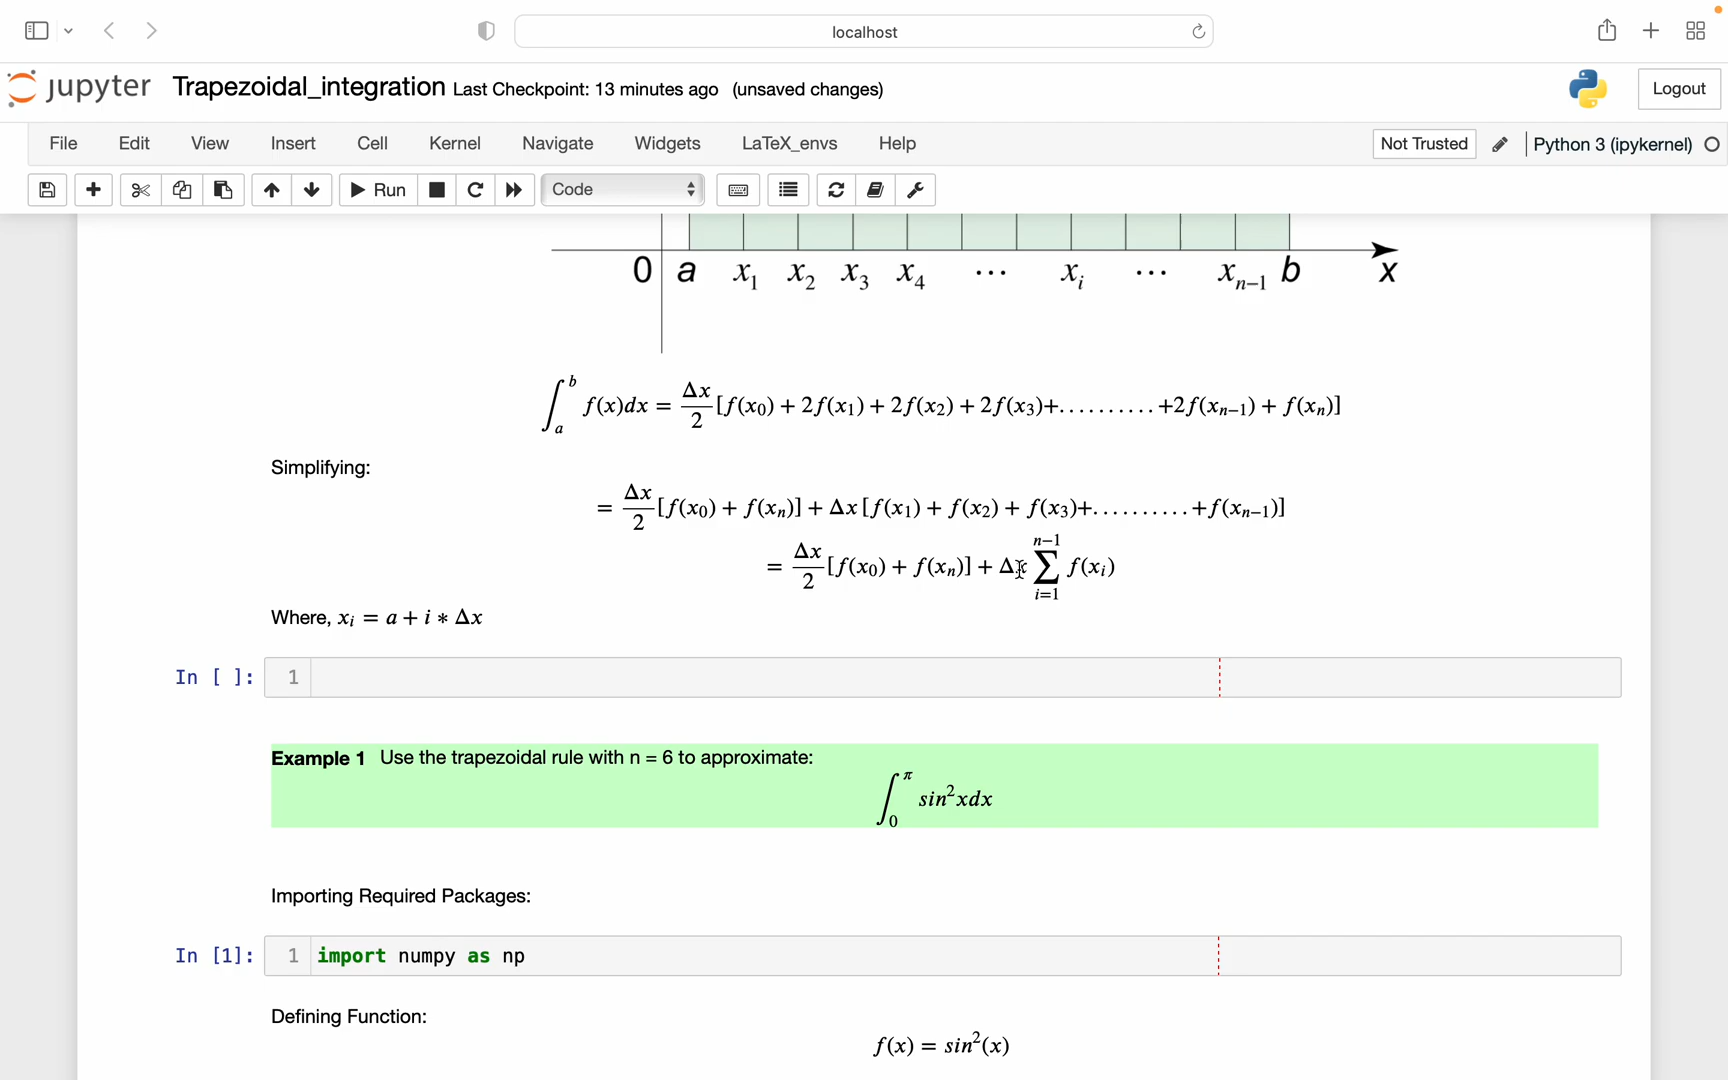 localhost
jupyter Trapezoidal_integration Last Checkpoint: 13 minutes ago (unsaved changes) Logout
File Edit View Insert Cell Kernel Navigate Widgets LaTeX_envs Help Not Trusted Python 3 (ipykernel)
Run Code
0 a x₁ x₂ x₃ x₄ ... xᵢ ... xₙ₋₁ b x
∫ₐᵇ f(x)dx = Δx/2 [f(x₀) + 2f(x₁) + 2f(x₂) + 2f(x₃)+..........+2f(xₙ₋₁) + f(xₙ)]
Simplifying:
= Δx/2 [f(x₀) + f(xₙ)] + Δx[f(x₁) + f(x₂) + f(x₃)+..........+f(xₙ₋₁)]
= Δx/2 [f(x₀) + f(xₙ)] + Δx ∑ᵢ₌₁ⁿ⁻¹ f(xᵢ)
Where, xᵢ = a + i * Δx
In [ ]: 1
Example 1 Use the trapezoidal rule with n = 6 to approximate:
∫₀^π sin²xdx
Importing Required Packages:
In [1]: 1 import numpy as np
Defining Function:
f(x) = sin²(x)